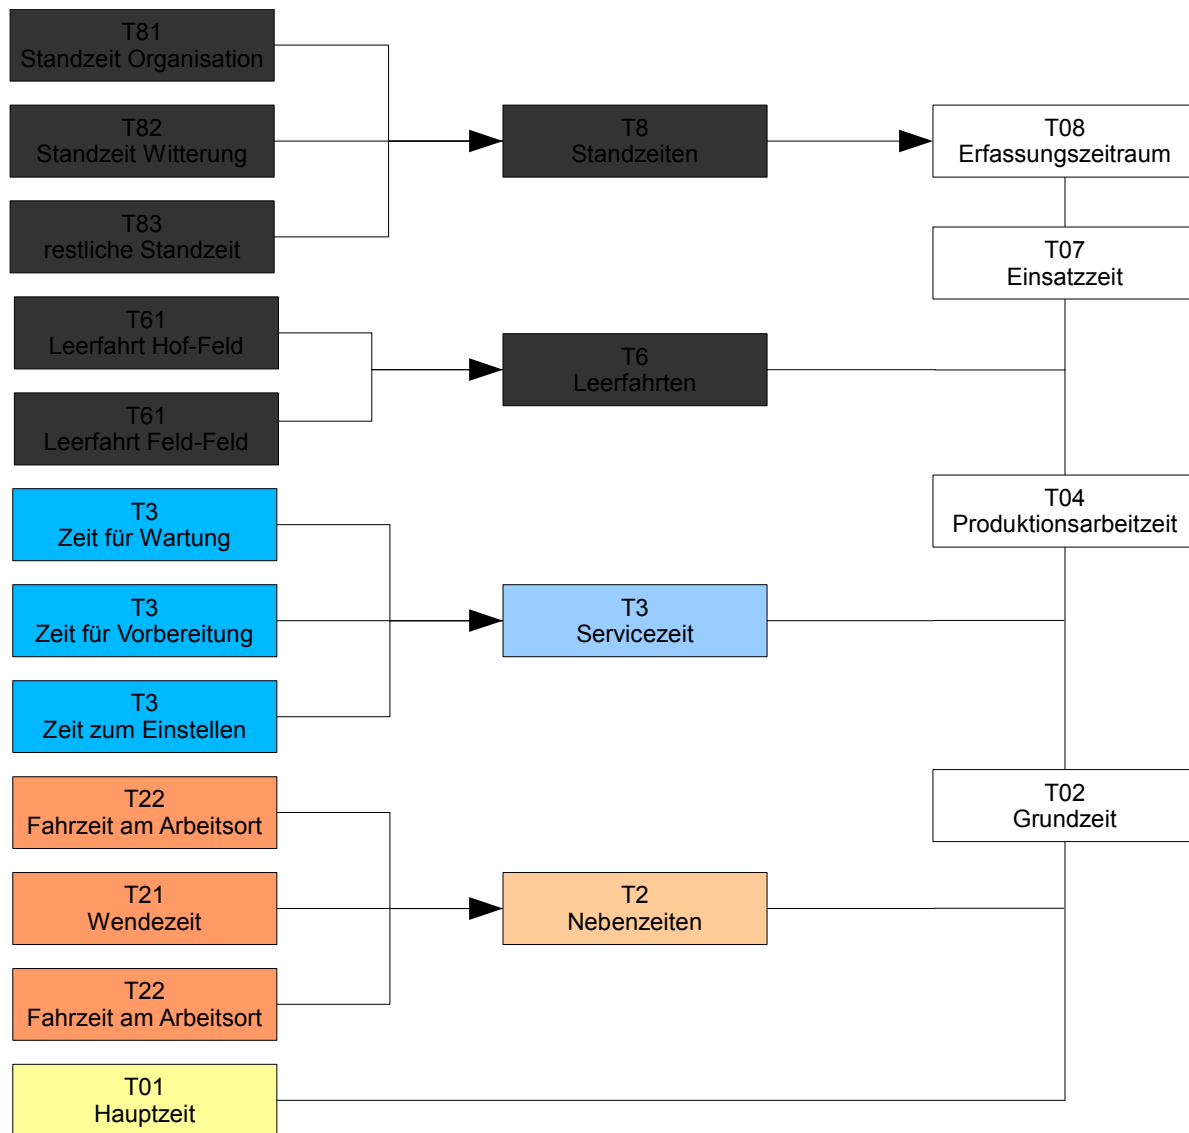 T81
Standzeit Organisation
T82
Standzeit Witterung
T8
Standzeiten
T08
Erfassungszeitraum
T83
restliche Standzeit
T07
Einsatzzeit
T61
Leerfahrt Hof-Feld
T6
Leerfahrten
T61
Leerfahrt Feld-Feld
T3
Zeit für Wartung
T04
Produktionsarbeitzeit
T3
Zeit für Vorbereitung
T3
Servicezeit
T3
Zeit zum Einstellen
T22
Fahrzeit am Arbeitsort
T02
Grundzeit
T21
Wendezeit
T2
Nebenzeiten
T22
Fahrzeit am Arbeitsort
T01
Hauptzeit